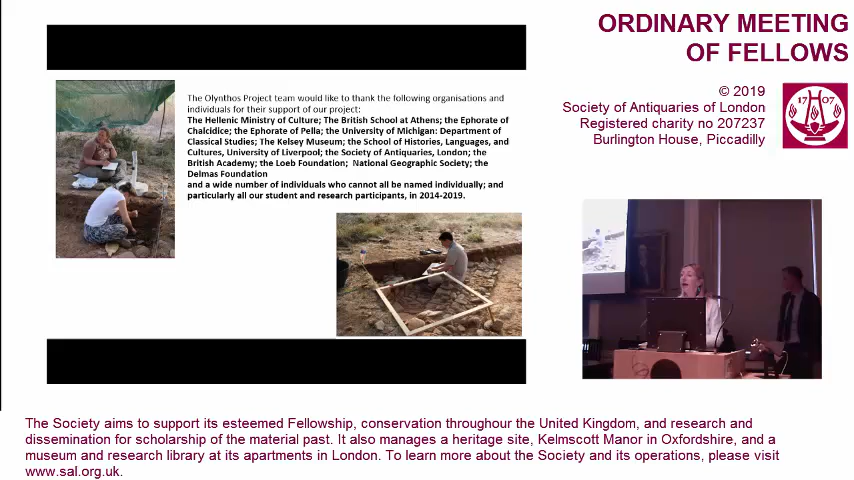 The Olynthos Project team would like to thank the following organisations and
individuals for their support of our project:
The Hellenic Ministry of Culture; The British School at Athens; the Ephorate of
Chalcidice; the Ephorate of Pella; the University of Michigan: Department of
Classical Studies; The Kelsey Museum; the School of Histories, Languages, and
Cultures, University of Liverpool; the Society of Antiquaries, London; the
British Academy; the Loeb Foundation; National Geographic Society; the
Delmas Foundation
and a wide number of individuals who cannot all be named individually; and
particularly all our student and research participants, in 2014-2019.
ORDINARY MEETING
OF FELLOWS
© 2019
Society of Antiquaries of London
Registered charity no 207237
Burlington House, Piccadilly
1707
The Society aims to support its esteemed Fellowship, conservation throughour the United Kingdom, and research and
dissemination for scholarship of the material past. It also manages a heritage site, Kelmscott Manor in Oxfordshire, and a
museum and research library at its apartments in London. To learn more about the Society and its operations, please visit
www.sal.org.uk.